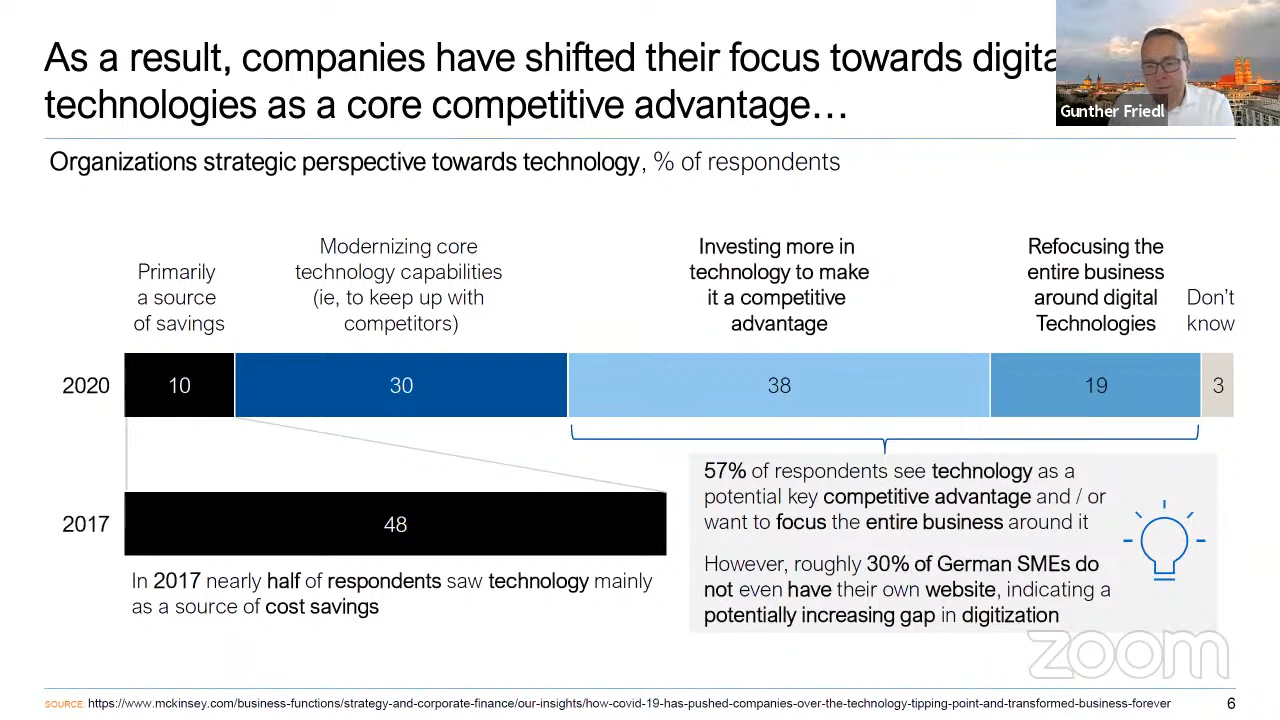 As a result, companies have shifted their focus towards digita
technologies as a core competitive advantage…
Gunther Friedl
Organizations strategic perspective towards technology, % of respondents
Primarily
a source
of savings
Modernizing core
technology capabilities
(ie, to keep up with
competitors)
Investing more in
technology to make
it a competitive
advantage
Refocusing the
entire business
around digital
Technologies
Don't
know
2020
10
30
38
19
3
2017
48
In 2017 nearly half of respondents saw technology mainly
as a source of cost savings
57% of respondents see technology as a
potential key competitive advantage and / or
want to focus the entire business around it
However, roughly 30% of German SMEs do
not even have their own website, indicating a
potentially increasing gap in digitization
zoom
SOURCE: https://www.mckinsey.com/business-functions/strategy-and-corporate-finance/our-insights/how-covid-19-has-pushed-companies-over-the-technology-tipping-point-and-transformed-business-forever
6